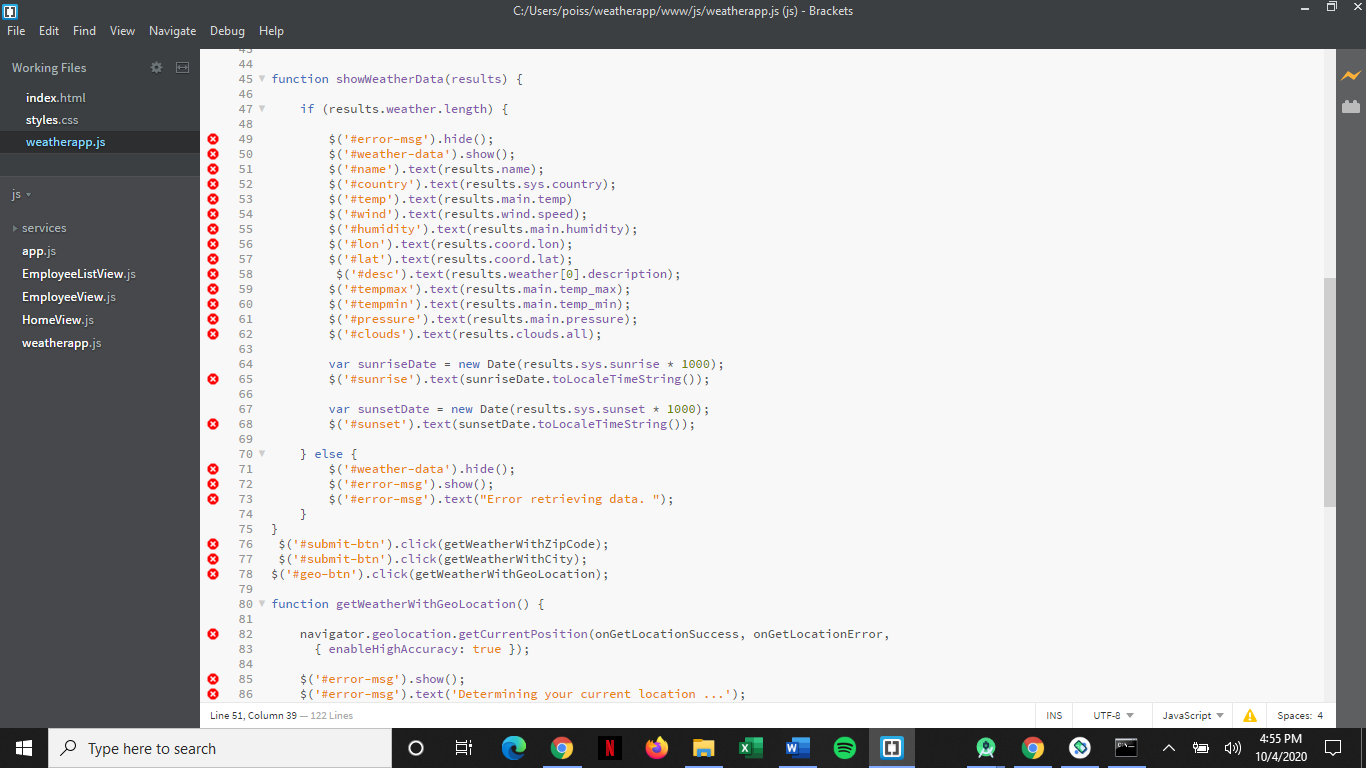 C:/Users/poiss/weatherapp/www/js/weatherapp.js (js) - Brackets
File Edit Find View Navigate Debug Help
Working Files
index.html
styles.css
weatherapp.js
js
services
app.js
EmployeeListView.js
EmployeeView.js
HomeView.js
weatherapp.js
43
44
45 function showWeatherData(results) {
46
47 if (results.weather.length) {
48
49 $('#error-msg').hide();
50 $('#weather-data').show();
51 $('#name').text(results.name);
52 $('#country').text(results.sys.country);
53 $('#temp').text(results.main.temp)
54 $('#wind').text(results.wind.speed);
55 $('#humidity').text(results.main.humidity);
56 $('#lon').text(results.coord.lon);
57 $('#lat').text(results.coord.lat);
58 $('#desc').text(results.weather[0].description);
59 $('#tempmax').text(results.main.temp_max);
60 $('#tempmin').text(results.main.temp_min);
61 $('#pressure').text(results.main.pressure);
62 $('#clouds').text(results.clouds.all);
63
64 var sunriseDate = new Date(results.sys.sunrise * 1000);
65 $('#sunrise').text(sunriseDate.toLocaleTimeString());
66
67 var sunsetDate = new Date(results.sys.sunset * 1000);
68 $('#sunset').text(sunsetDate.toLocaleTimeString());
69
70 } else {
71 $('#weather-data').hide();
72 $('#error-msg').show();
73 $('#error-msg').text("Error retrieving data. ");
74 }
75 }
76 $('#submit-btn').click(getWeatherWithZipCode);
77 $('#submit-btn').click(getWeatherWithCity);
78 $('#geo-btn').click(getWeatherWithGeoLocation);
79
80 function getWeatherWithGeoLocation() {
81
82 navigator.geolocation.getCurrentPosition(onGetLocationSuccess, onGetLocationError,
83 { enableHighAccuracy: true });
84
85 $('#error-msg').show();
86 $('#error-msg').text('Determining your current location ...');
Line 51, Column 39 — 122 Lines
INS UTF-8 JavaScript Spaces: 4
Type here to search
4:55 PM
10/4/2020